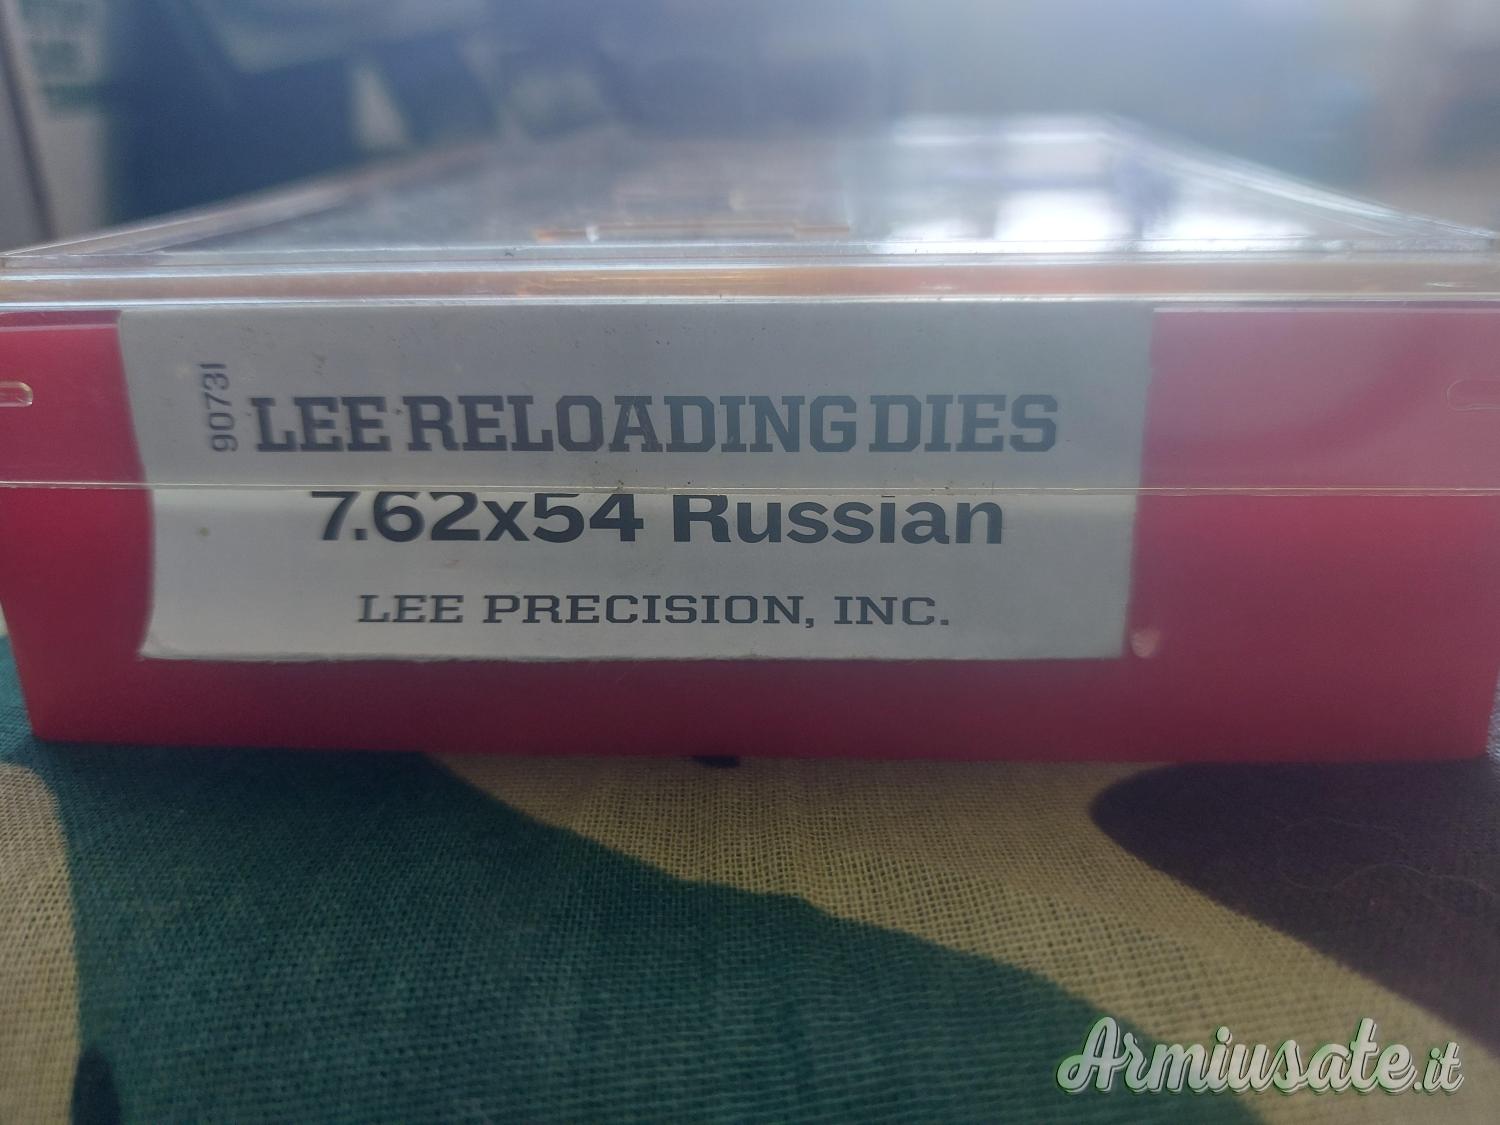 90731
LEE RELOADING DIES
7.62x54 Russian
LEE PRECISION, INC.
Armiusate.it